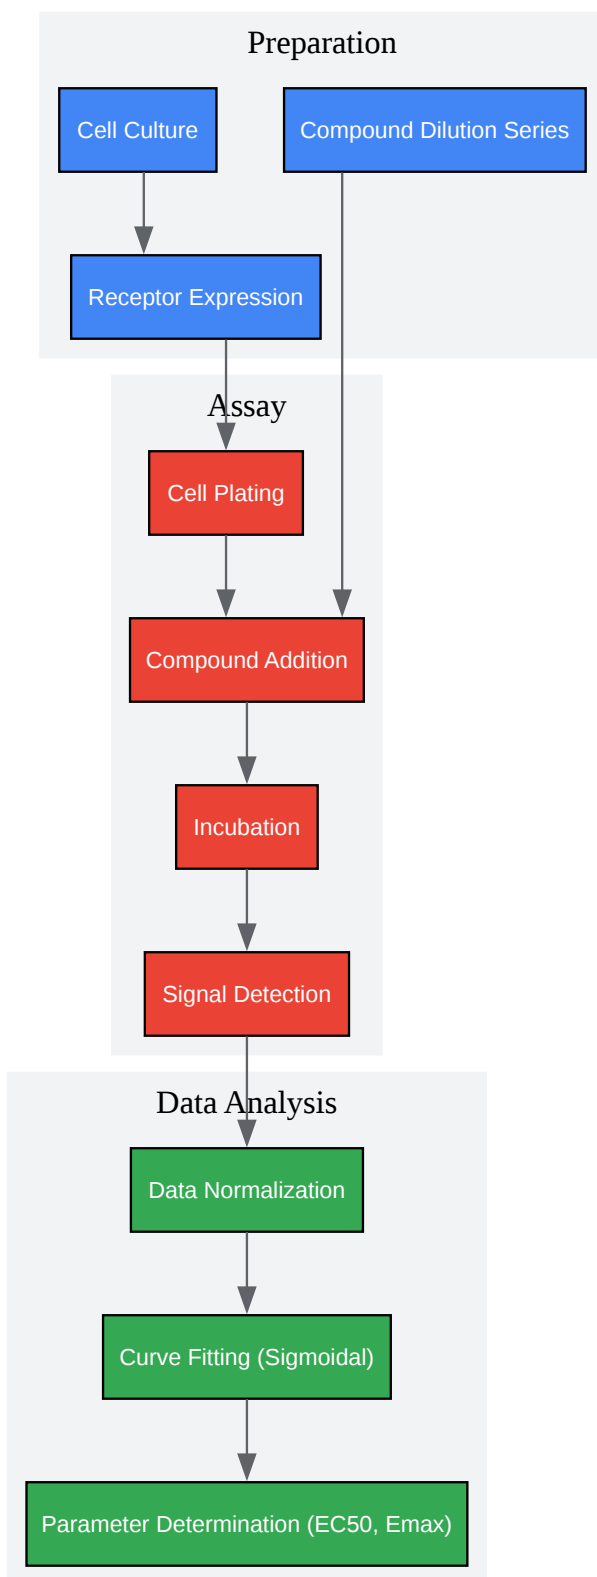 Preparation
Cell Culture
Compound Dilution Series
Receptor Expression
Assay
Cell Plating
Compound Addition
Incubation
Signal Detection
Data Analysis
Data Normalization
Curve Fitting (Sigmoidal)
Parameter Determination (EC50, Emax)